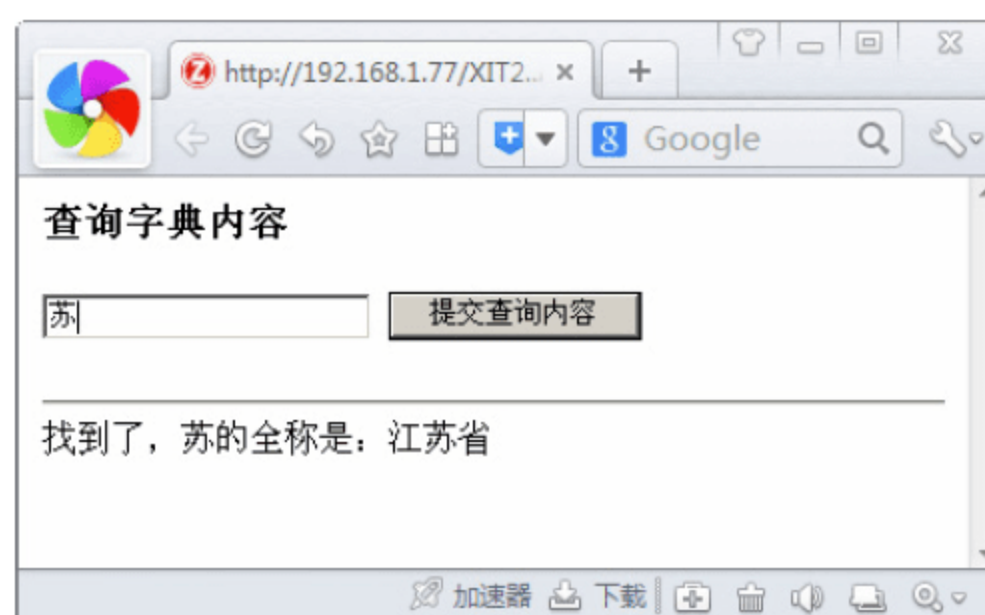 http://192.168.1.77/XIT2...
Google
查询字典内容
苏 提交查询内容
找到了，苏的全称是：江苏省
加速器 下载